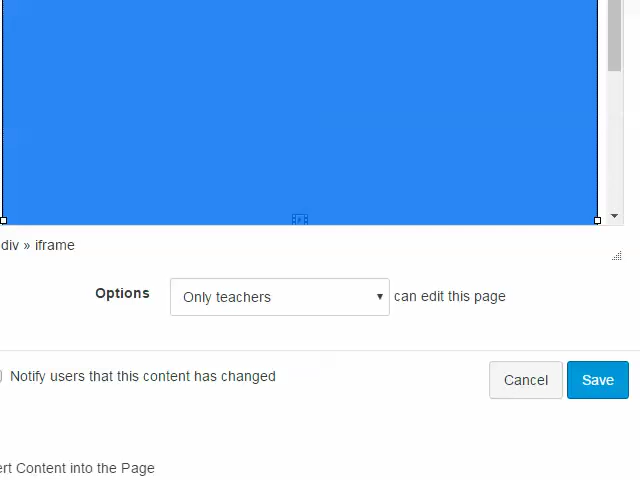 div » iframe
Options Only teachers can edit this page
Notify users that this content has changed
Cancel Save
ert Content into the Page